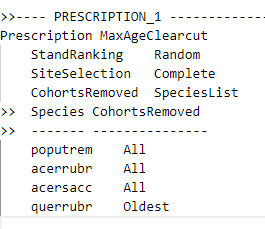 >>---- PRESCRIPTION_1 -------------
Prescription MaxAgeClearcut
StandRanking Random
SiteSelection Complete
CohortsRemoved SpeciesList
>> Species CohortsRemoved
>> ------- ---------------
poputrem All
acerrubr All
acersacc All
querrubr Oldest